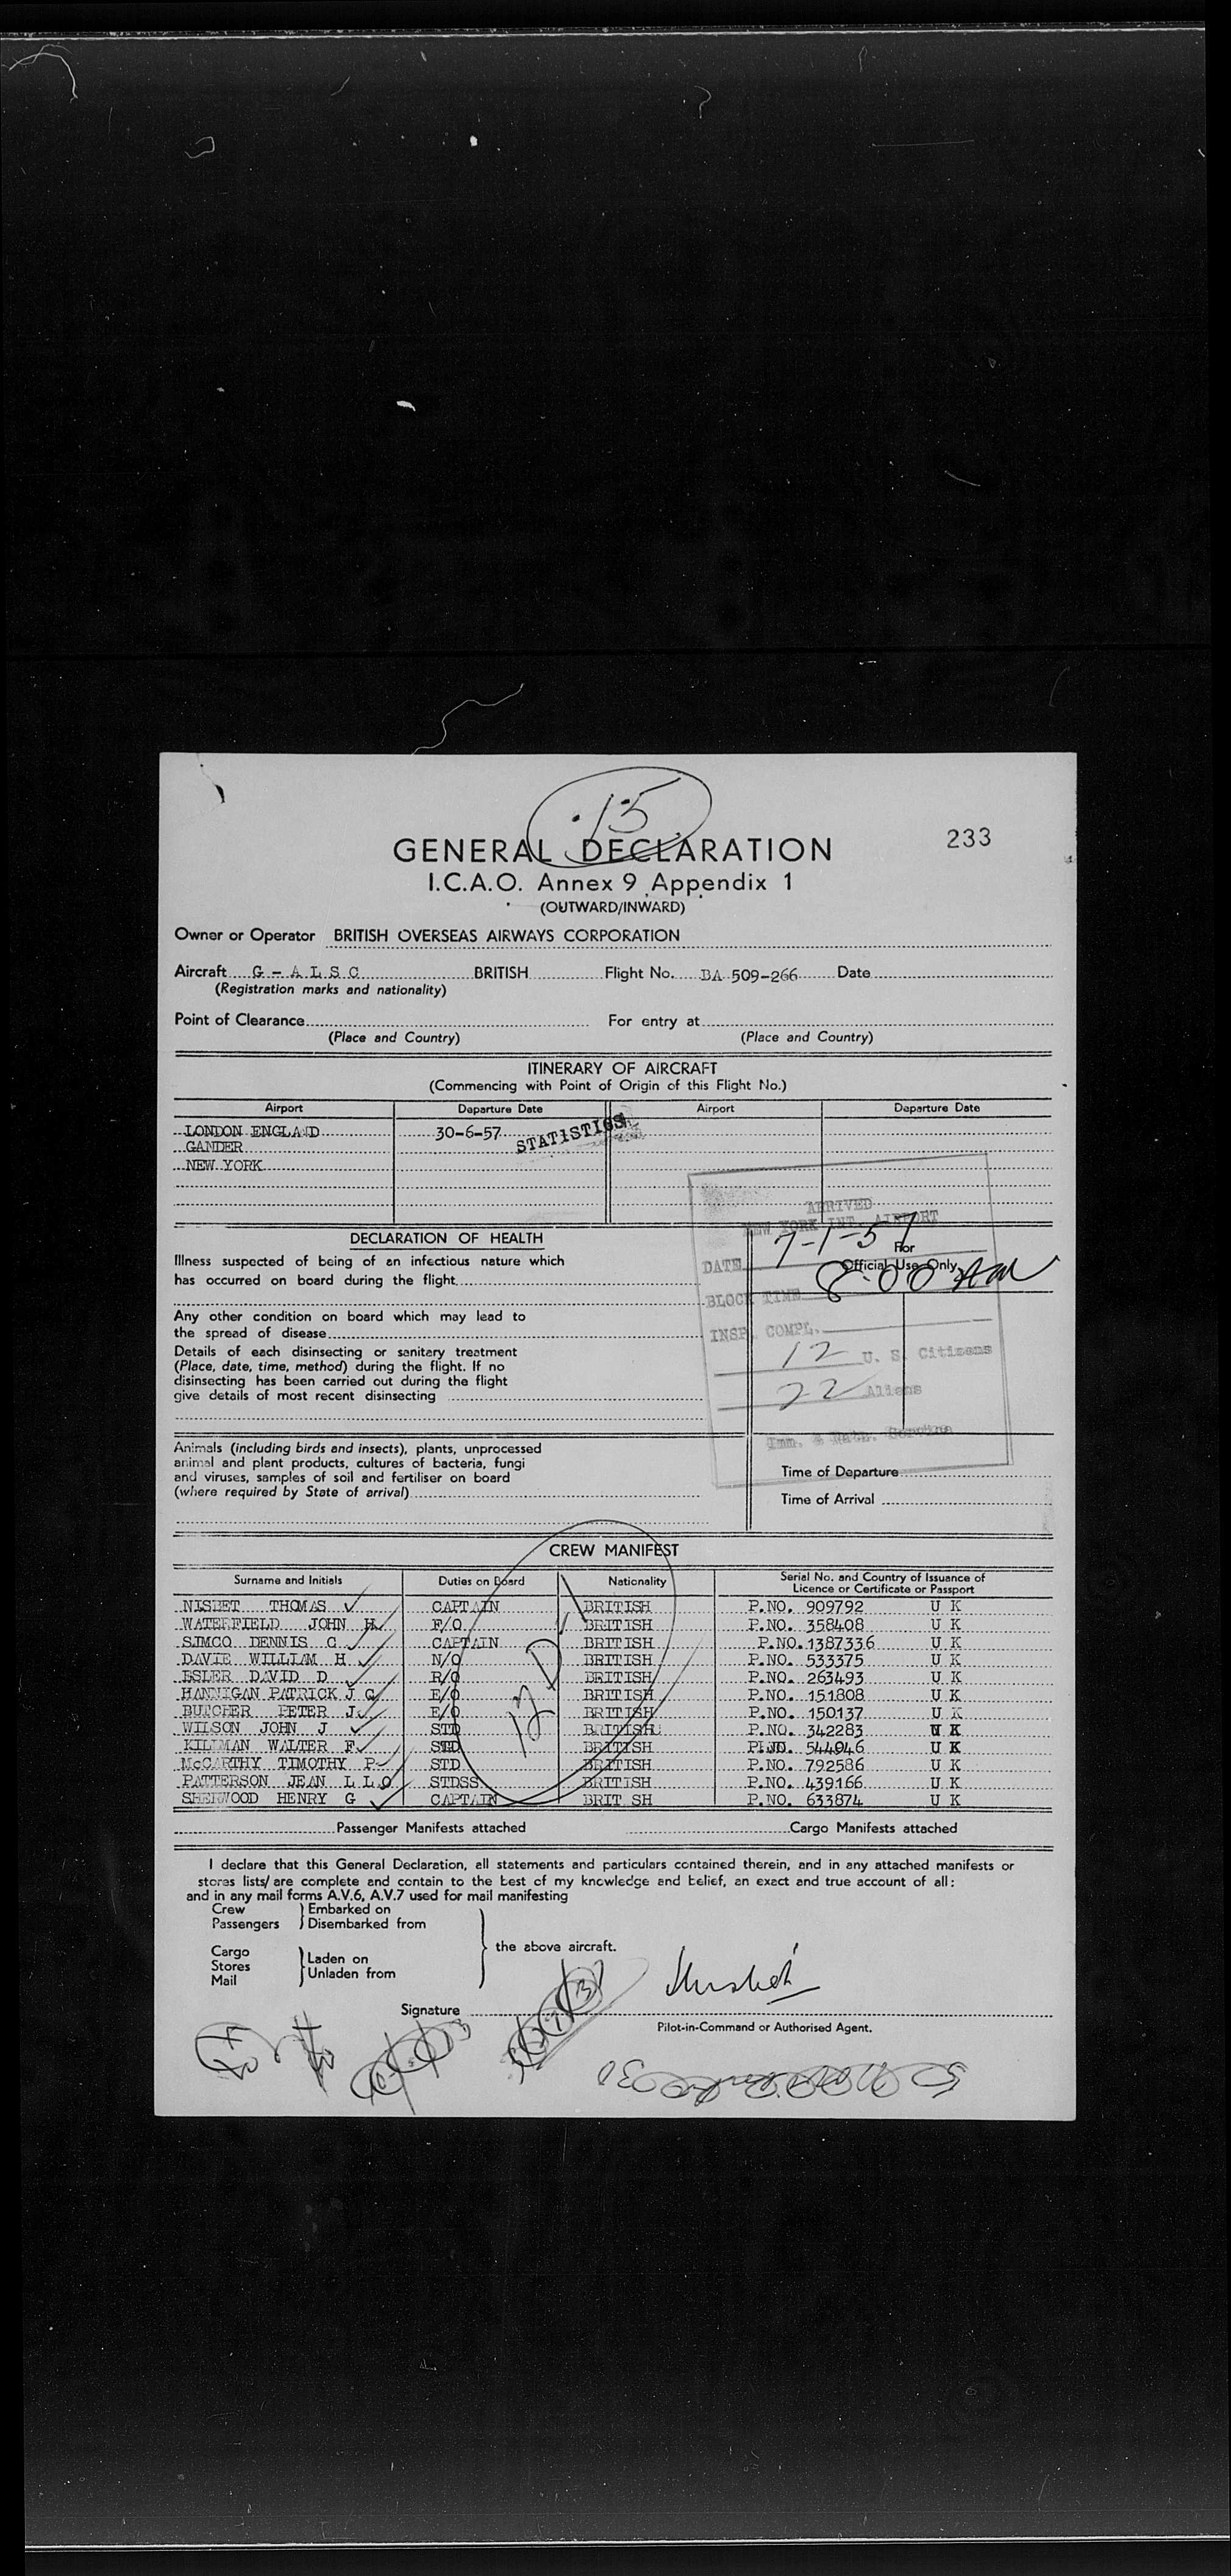 15
GENERAL DECLARATION
233
I.C.A.O. Annex 9 Appendix 1
(OUTWARD/INWARD)
Owner or Operator BRITISH OVERSEAS AIRWAYS CORPORATION
Aircraft G - A L S C BRITISH Flight No. BA 509-266 Date
(Registration marks and nationality)
Point of Clearance For entry at
(Place and Country) (Place and Country)
ITINERARY OF AIRCRAFT
(Commencing with Point of Origin of this Flight No.)
Airport Departure Date Airport Departure Date
LONDON ENGLAND 30-6-57 STATISTICS
GANDER
NEW YORK
ARRIVED
NEW YORK INT. AIRPORT
DATE 7-1-57
BLOCK TIME 8:00 AM
INSP. COMPL.
12 U. S. Citizens
22 Aliens
Imm. & Natz. Service
DECLARATION OF HEALTH
For
Official Use Only
Illness suspected of being of an infectious nature which
has occurred on board during the flight
Any other condition on board which may lead to
the spread of disease
Details of each disinsecting or sanitary treatment
(Place, date, time, method) during the flight. If no
disinsecting has been carried out during the flight
give details of most recent disinsecting
Animals (including birds and insects), plants, unprocessed
animal and plant products, cultures of bacteria, fungi
and viruses, samples of soil and fertiliser on board
(where required by State of arrival)
Time of Departure
Time of Arrival
CREW MANIFEST
Surname and Initials Duties on Board Nationality Serial No. and Country of Issuance of
Licence or Certificate or Passport
NISBET THOMAS CAPTAIN BRITISH P.NO. 909792 U K
WATERFIELD JOHN H F/O BRITISH P.NO. 358408 U K
SIMCO DENNIS G CAPTAIN BRITISH P.NO.1387336 U K
DAVIE WILLIAM H N/O BRITISH P.NO. 533375 U K
ESLER DAVID D R/O BRITISH P.NO. 263493 U K
HANNIGAN PATRICK J G E/O BRITISH P.NO. 151808 U K
BUTCHER PETER J E/O BRITISH P.NO. 150137 U K
WILSON JOHN J STD BRITISH P.NO. 342283 U K
KILLMAN WALTER F STD BRITISH 544046 U K
McCARTHY TIMOTHY P STD BRITISH P.NO. 792586 U K
PATTERSON JEAN L L O STDSS BRITISH P.NO. 439166 U K
SHERWOOD HENRY G CAPTAIN BRIT SH P.NO. 633874 U K
Passenger Manifests attached Cargo Manifests attached
I declare that this General Declaration, all statements and particulars contained therein, and in any attached manifests or
stores lists/ are complete and contain to the best of my knowledge and belief, an exact and true account of all:
and in any mail forms A.V.6, A.V.7 used for mail manifesting
Crew Embarked on
Passengers Disembarked from
the above aircraft.
Cargo
Stores Laden on
Mail Unladen from
Signature
Pilot-in-Command or Authorised Agent.